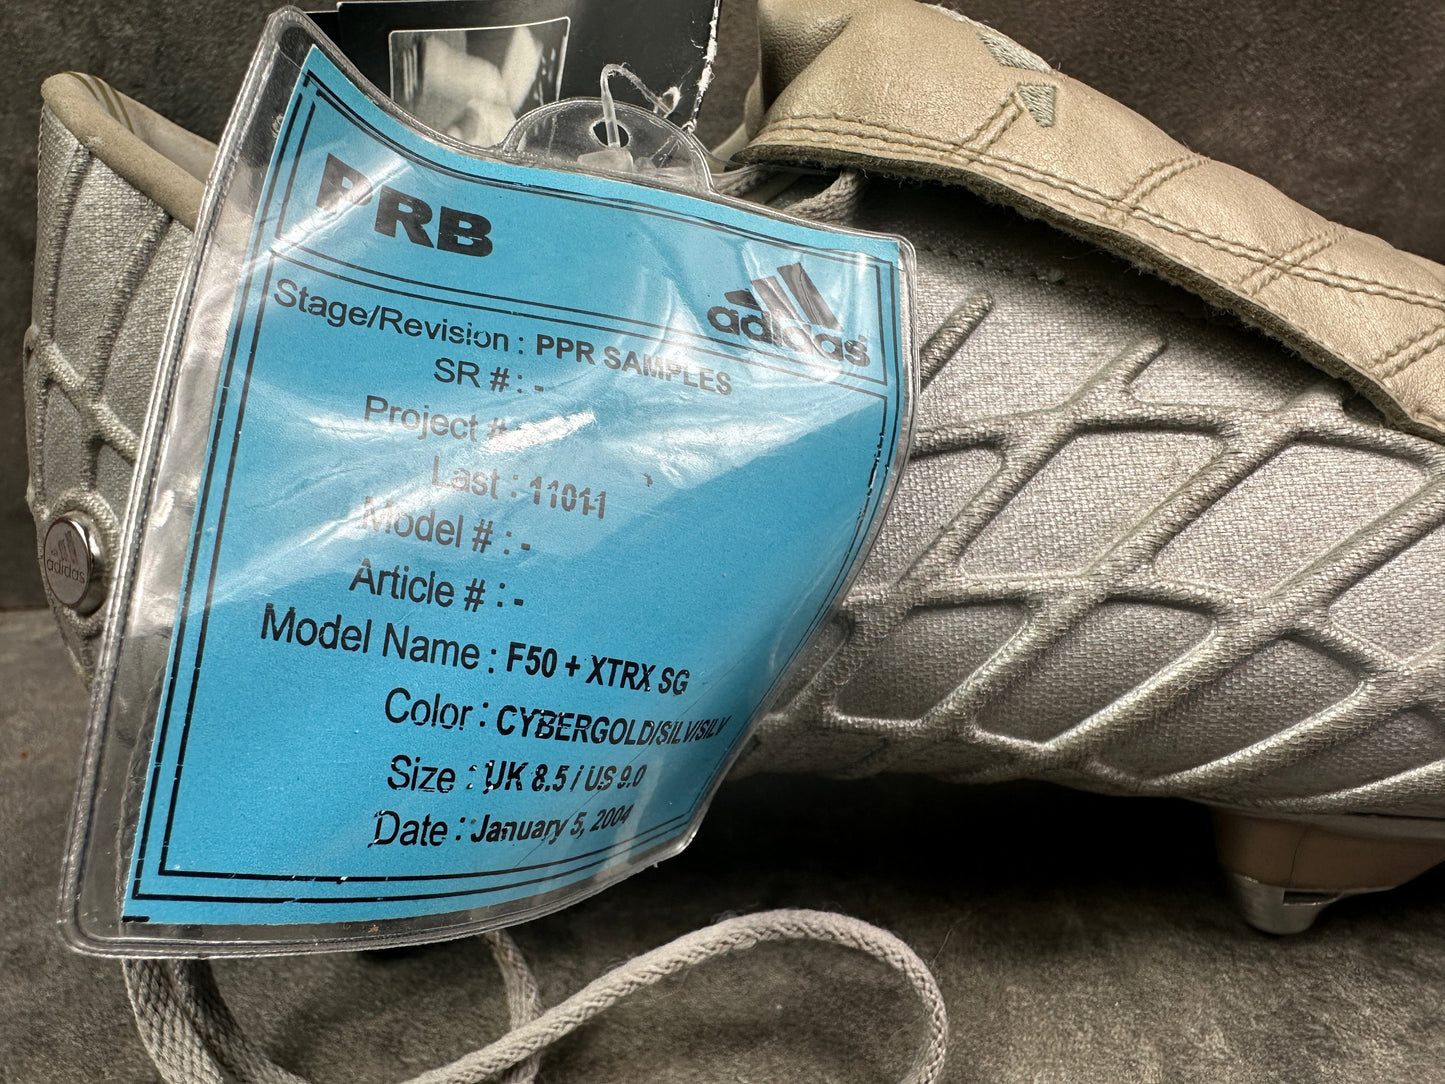 PRB
adidas
Stage/Revision : PPR SAMPLES
SR # : -
Project #
Last : 11011
Model # : -
Article # : -
Model Name : F50 + XTRX SG
Color : CYBERGOLD/SILV/SILV
Size : UK 8.5 / US 9.0
Date : January 5, 2004
adidas